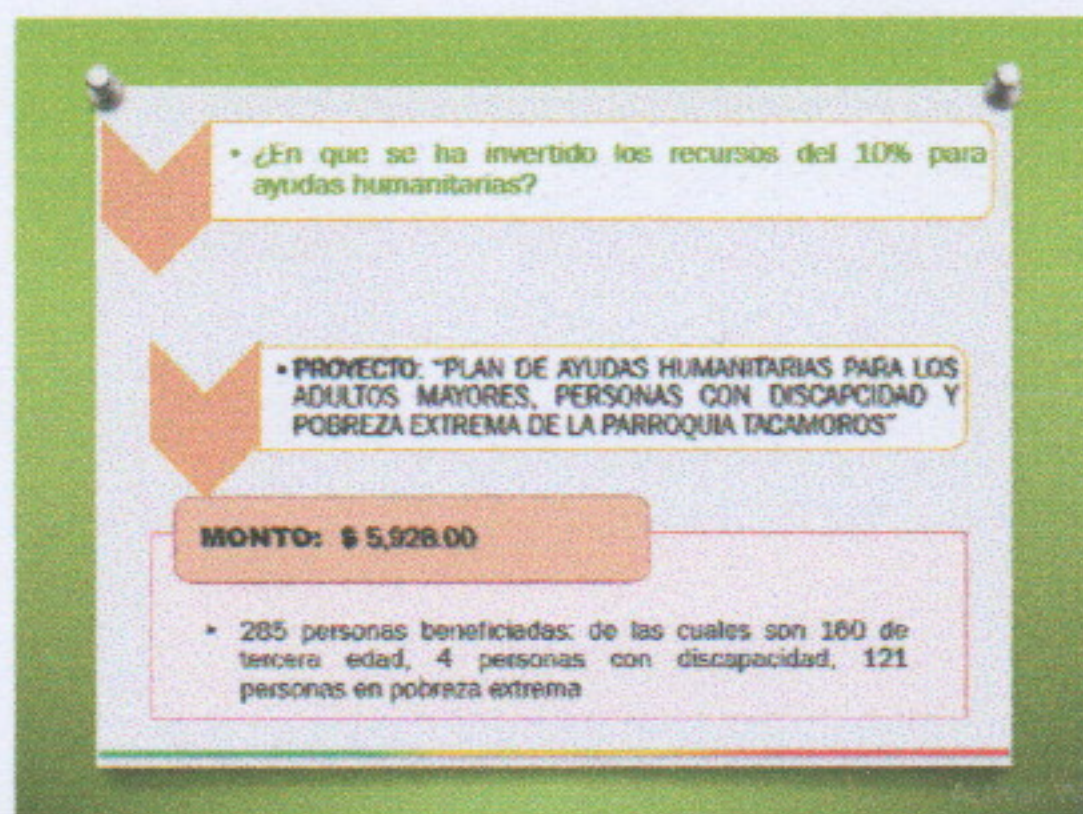 • ¿En que se ha invertido los recursos del 10% para
ayudas humanitarias?
• PROYECTO: "PLAN DE AYUDAS HUMANITARIAS PARA LOS
ADULTOS MAYORES, PERSONAS CON DISCAPCIDAD Y
POBREZA EXTREMA DE LA PARROQUIA TACAMOROS"
MONTO: $ 5,928.00
• 285 personas beneficiadas: de las cuales son 160 de
tercera edad, 4 personas con discapacidad, 121
personas en pobreza extrema